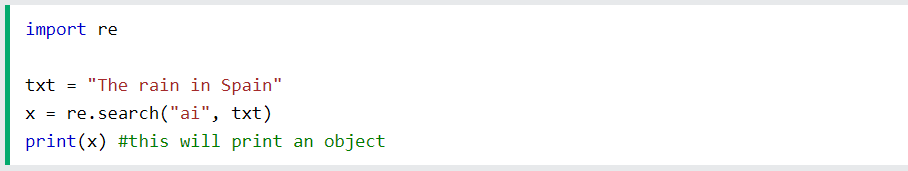 import re
txt = "The rain in Spain"
x = re.search("ai", txt)
print(x) #this will print an object